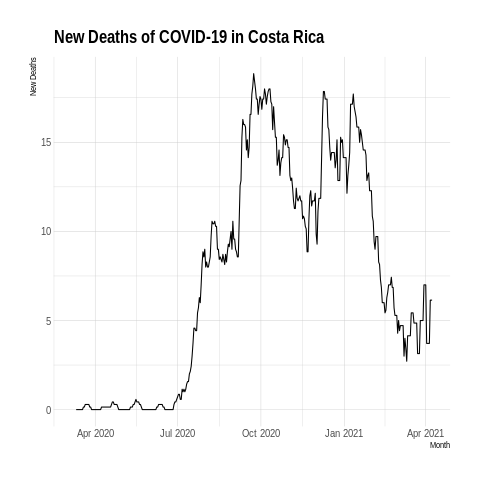 New Deaths of COVID-19 in Costa Rica
New Deaths
15
10
5
0
Apr 2020 Jul 2020 Oct 2020 Jan 2021 Apr 2021
Month